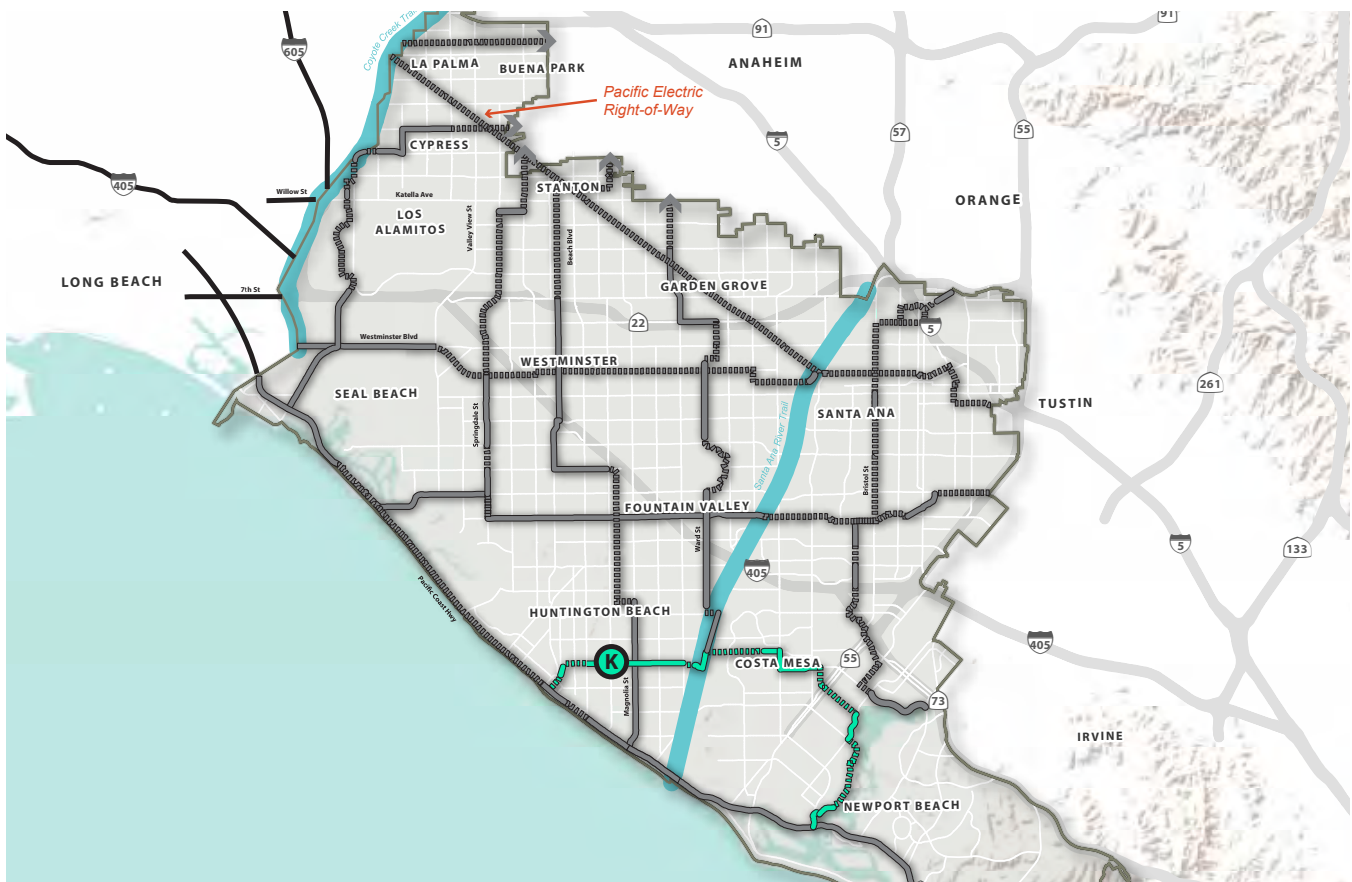 91
91
605
Coyote Creek Trail
LA PALMA
BUENA PARK
ANAHEIM
Pacific Electric
Right-of-Way
5
57
55
CYPRESS
405
Willow St
Katella Ave
STANTON
LOS
ALAMITOS
Valley View St
Beach Blvd
ORANGE
LONG BEACH
7th St
GARDEN GROVE
22
5
Westminster Blvd
WESTMINSTER
SEAL BEACH
Springdale St
Santa Ana River Trail
SANTA ANA
TUSTIN
261
Bristol St
FOUNTAIN VALLEY
Ward St
405
5
133
Pacific Coast Hwy
HUNTINGTON BEACH
405
K
COSTA MESA
55
Magnolia St
73
IRVINE
NEWPORT BEACH